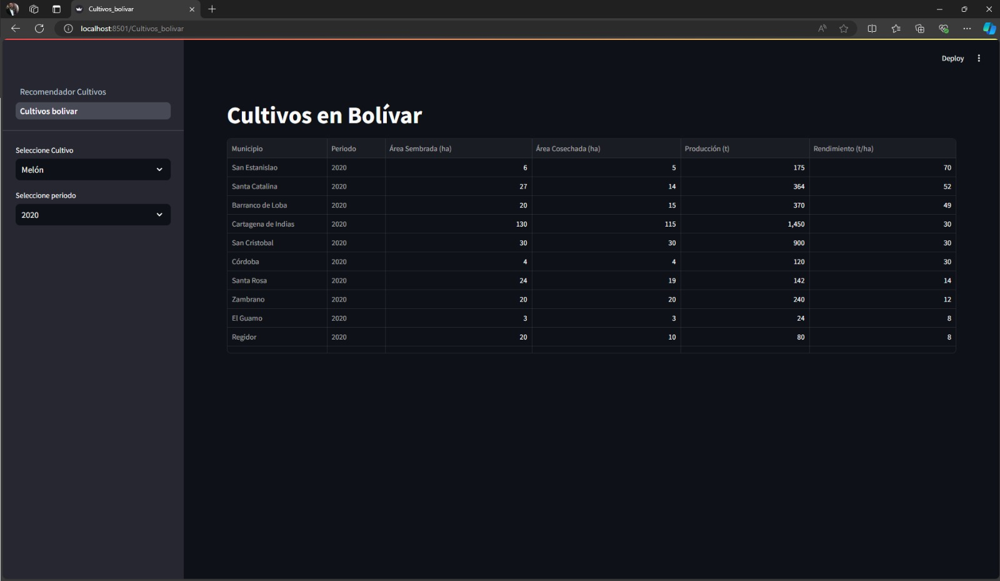 Cultivos_bolivar
localhost:8501/Cultivos_bolivar
Deploy
Recomendador Cultivos
Cultivos bolivar
Seleccione Cultivo
Melón
Seleccione periodo
2020
Cultivos en Bolívar
Municipio Periodo Área Sembrada (ha) Área Cosechada (ha) Producción (t) Rendimiento (t/ha)
San Estanislao 2020 6 5 175 70
Santa Catalina 2020 27 14 364 52
Barranco de Loba 2020 20 15 370 49
Cartagena de Indias 2020 130 115 1,450 30
San Cristobal 2020 30 30 900 30
Córdoba 2020 4 4 120 30
Santa Rosa 2020 24 19 142 14
Zambrano 2020 20 20 240 12
El Guamo 2020 3 3 24 8
Regidor 2020 20 10 80 8